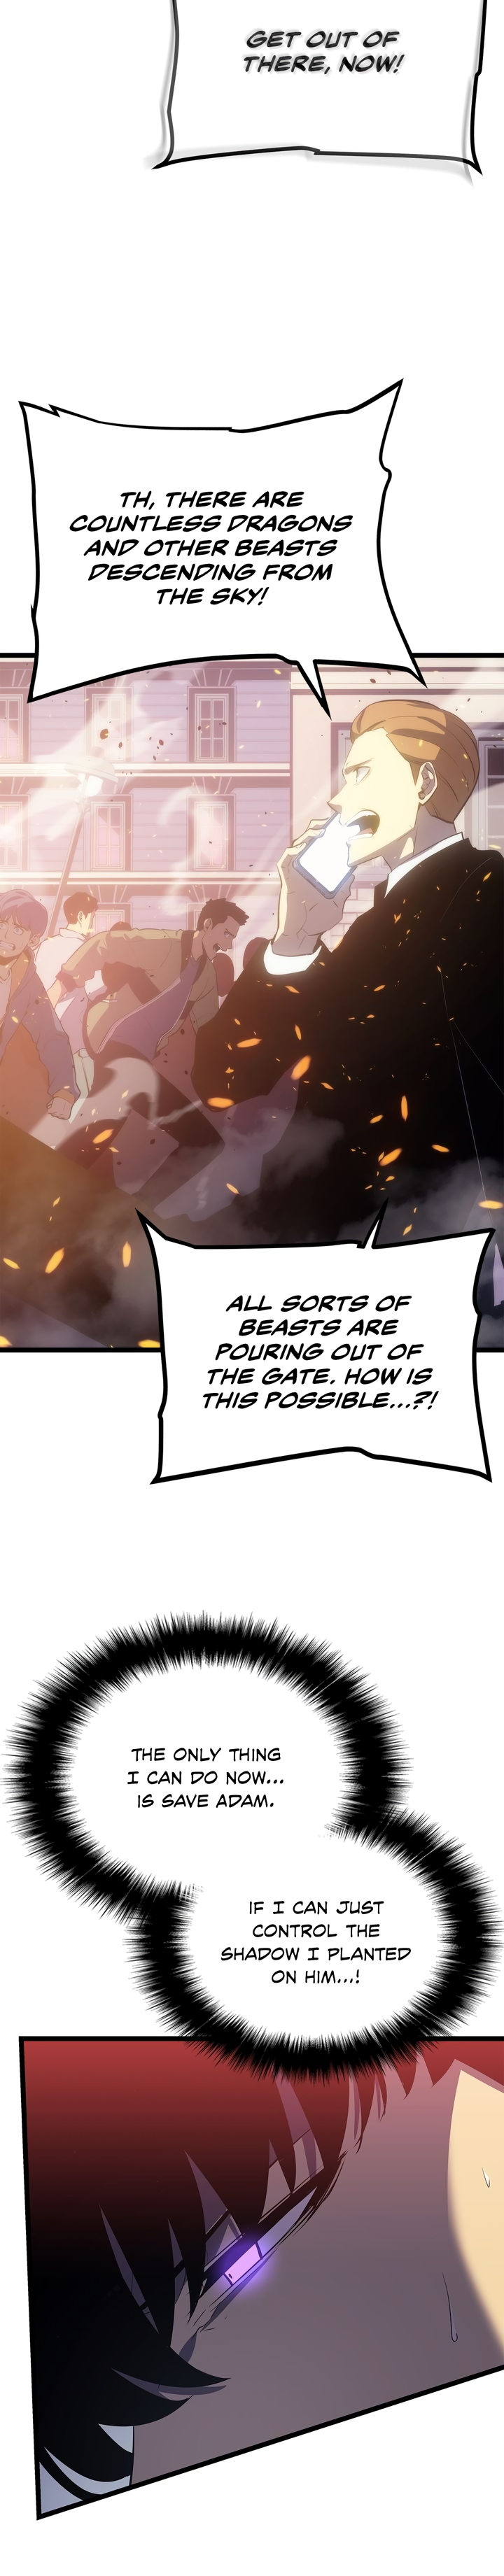 GET OUT OF
THERE, NOW!
TH, THERE ARE
COUNTLESS DRAGONS
AND OTHER BEASTS
DESCENDING FROM
THE SKY!
ALL SORTS OF
BEASTS ARE
POURING OUT OF
THE GATE. HOW IS
THIS POSSIBLE...?!
THE ONLY THING
I CAN DO NOW...
IS SAVE ADAM.
IF I CAN JUST
CONTROL THE
SHADOW I PLANTED
ON HIM...!